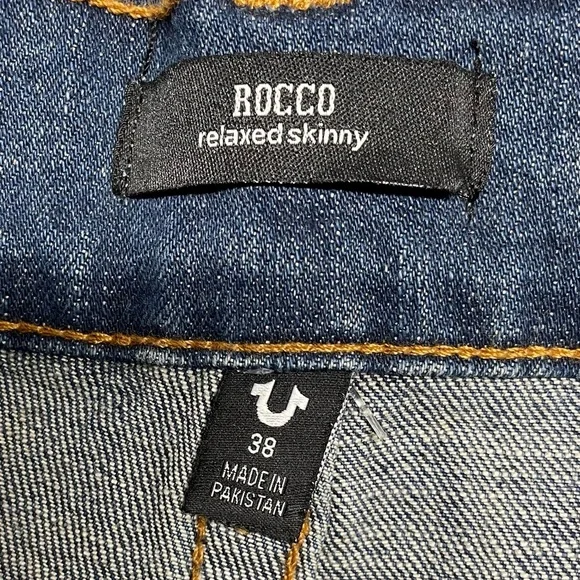 ROCCO
relaxed skinny
38
MADE IN
PAKISTAN